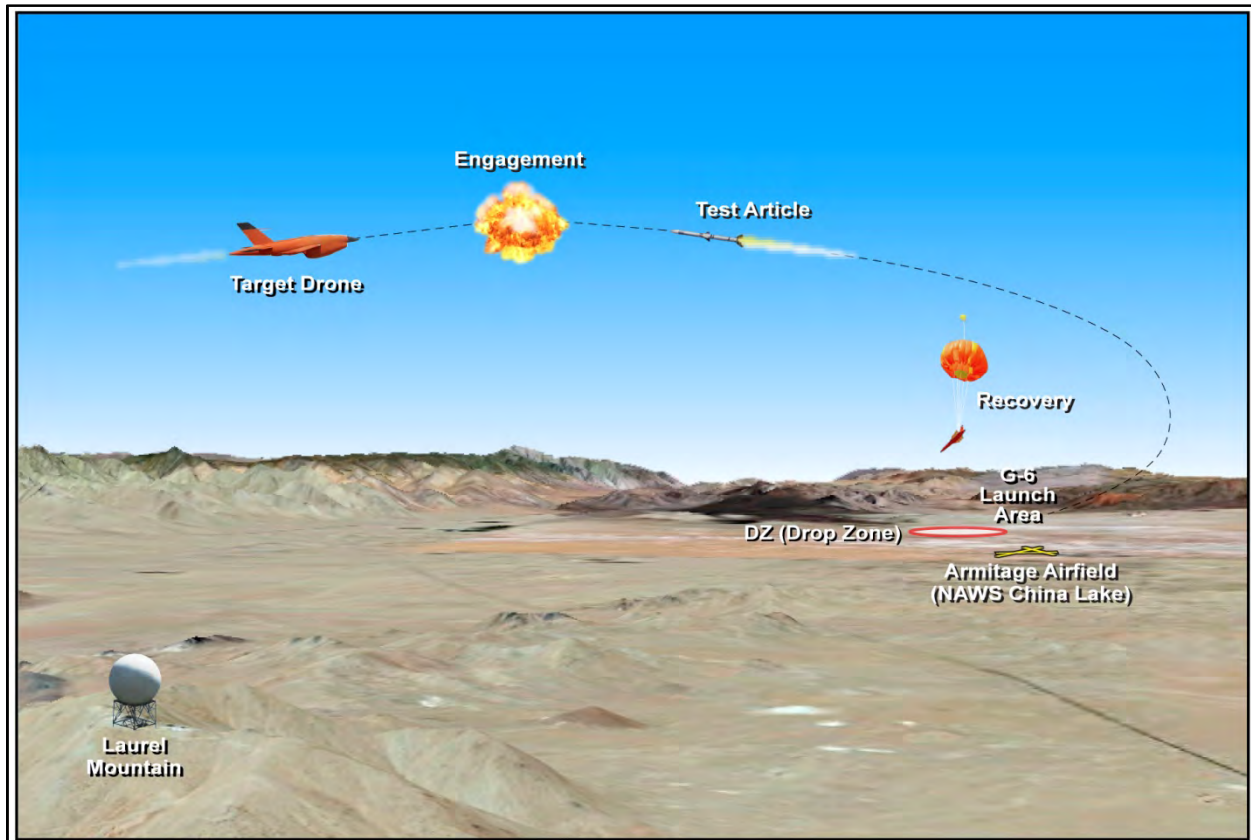 Engagement
Test Article
Target Drone
Recovery
G-6
Launch
Area
DZ (Drop Zone)
Armitage Airfield
(NAWS China Lake)
Laurel
Mountain